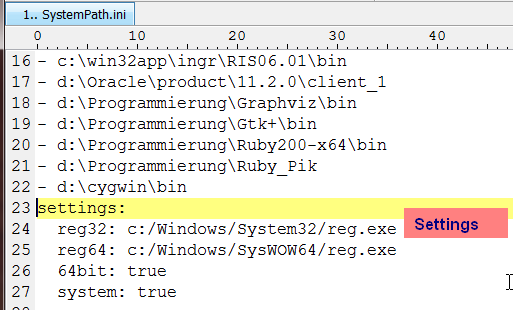 1.. SystemPath.ini
0 10 20 30 40
16 - c:\win32app\ingr\RIS06.01\bin
17 - d:\Oracle\product\11.2.0\client_1
18 - d:\Programmierung\Graphviz\bin
19 - d:\Programmierung\Gtk+\bin
20 - d:\Programmierung\Ruby200-x64\bin
21 - d:\Programmierung\Ruby_Pik
22 - d:\cygwin\bin
23 settings:
24 reg32: c:/Windows/System32/reg.exe
Settings
25 reg64: c:/Windows/SysWOW64/reg.exe
26 64bit: true
27 system: true